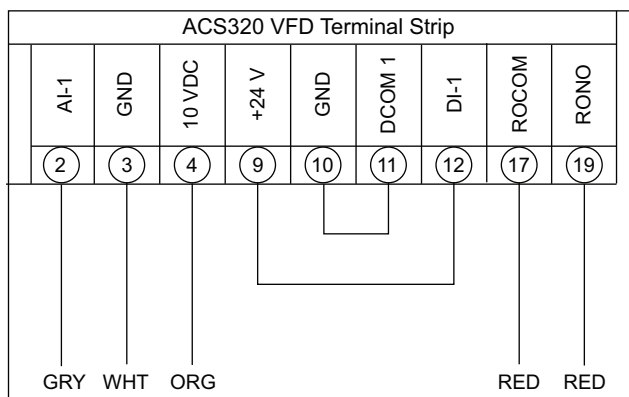 ACS320 VFD Terminal Strip
AI-1 GND 10 VDC +24 V GND DCOM 1 DI-1 ROCOM RONO
2 3 4 9 10 11 12 17 19
GRY WHT ORG RED RED